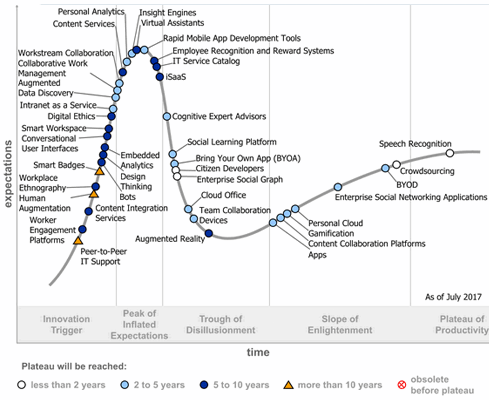 Personal Analytics
Insight Engines
Content Services
Virtual Assistants
Rapid Mobile App Development Tools
Workstream Collaboration
Employee Recognition and Reward Systems
Collaborative Work
Management
IT Service Catalog
iSaaS
Augmented
Data Discovery
Intranet as a Service
Digital Ethics
Cognitive Expert Advisors
Smart Workspace
Conversational
User Interfaces
Social Learning Platform
Speech Recognition
Embedded
Analytics
Bring Your Own App (BYOA)
Smart Badges
Citizen Developers
Crowdsourcing
Design
Thinking
Enterprise Social Graph
Workplace
Ethnography
BYOD
Bots
Human
Augmentation
Cloud Office
Enterprise Social Networking Applications
Content Integration
Services
Team Collaboration
Devices
Worker
Engagement
Platforms
Personal Cloud
Gamification
Augmented Reality
Content Collaboration Platforms
Peer-to-Peer
IT Support
Apps
expectations
As of July 2017
Innovation
Trigger
Peak of
Inflated
Expectations
Trough of
Disillusionment
Slope of
Enlightenment
Plateau of
Productivity
time
Plateau will be reached:
less than 2 years
2 to 5 years
5 to 10 years
more than 10 years
obsolete
before plateau